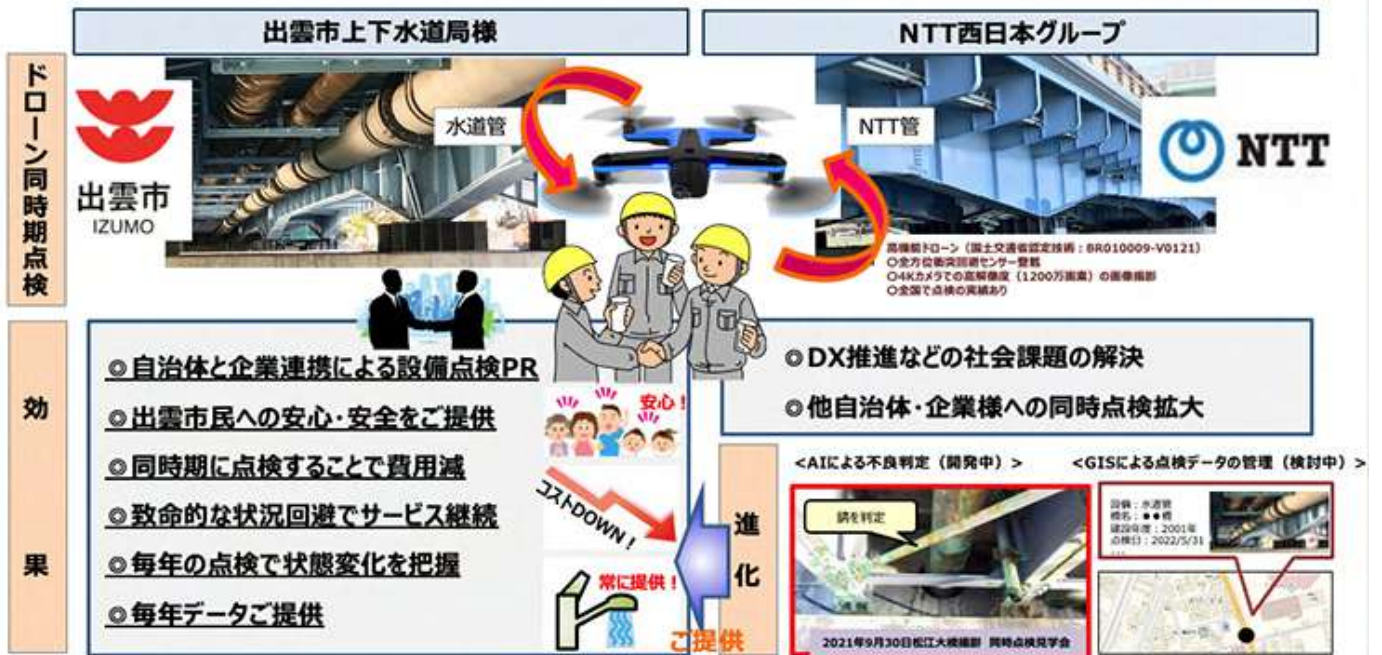 出雲市上下水道局様
NTT西日本グループ
ドローン同時期点検
出雲市
IZUMO
水道管
NTT管
NTT
高機能ドローン（国土交通省認定技術：BR010009-V0121）
○全方位衝突回避センサー登載
○4Kカメラでの高解像度（1200万画素）の画像撮影
○全国で点検の実績あり
効果
◎自治体と企業連携による設備点検PR
◎出雲市民への安心・安全をご提供
◎同時期に点検することで費用減
◎致命的な状況回避でサービス継続
◎毎年の点検で状態変化を把握
◎毎年データご提供
安心！
コストDOWN！
常に提供！
ご提供
◎DX推進などの社会課題の解決
◎他自治体・企業様への同時点検拡大
進化
<AIによる不良判定（開発中）>
錆を判定
2021年9月30日松江大橋撮影 同時点検見学会
<GISによる点検データの管理（検討中）>
設備：水道管
橋名：●●橋
建設年度：2001年
点検日：2022/5/31
...